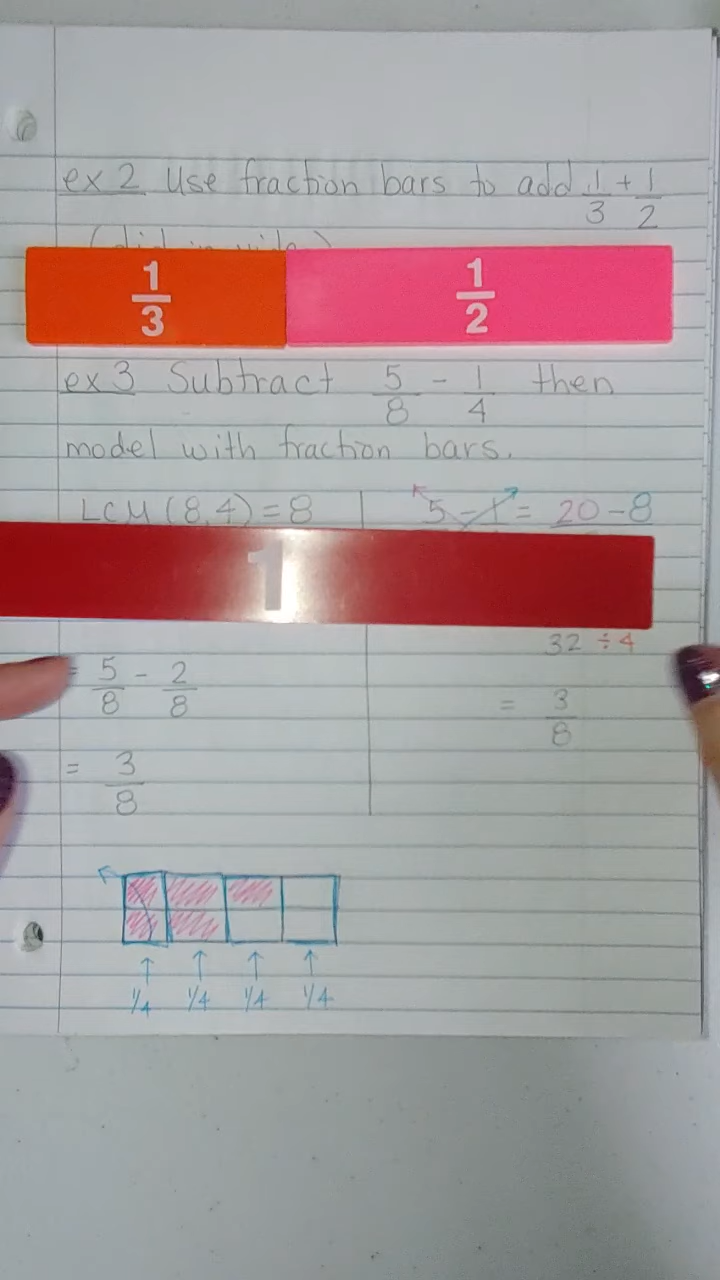 ex 2 Use fraction bars to add 1/3 + 1/2
1/3 1/2
ex 3 Subtract 5/8 - 1/4 then
model with fraction bars.
LCM (8,4) = 8
5 - 1 = 20 - 8
1
32 ÷ 4
= 5/8 - 2/8
= 3/8
= 3/8
1/4 1/4 1/4 1/4